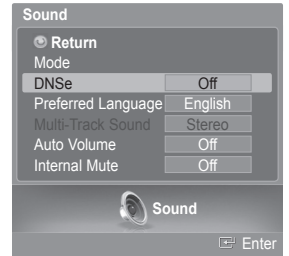 Sound
Return
Mode
DNSe Off
Preferred Language English
Multi-Track Sound Stereo
Auto Volume Off
Internal Mute Off
Sound
Enter